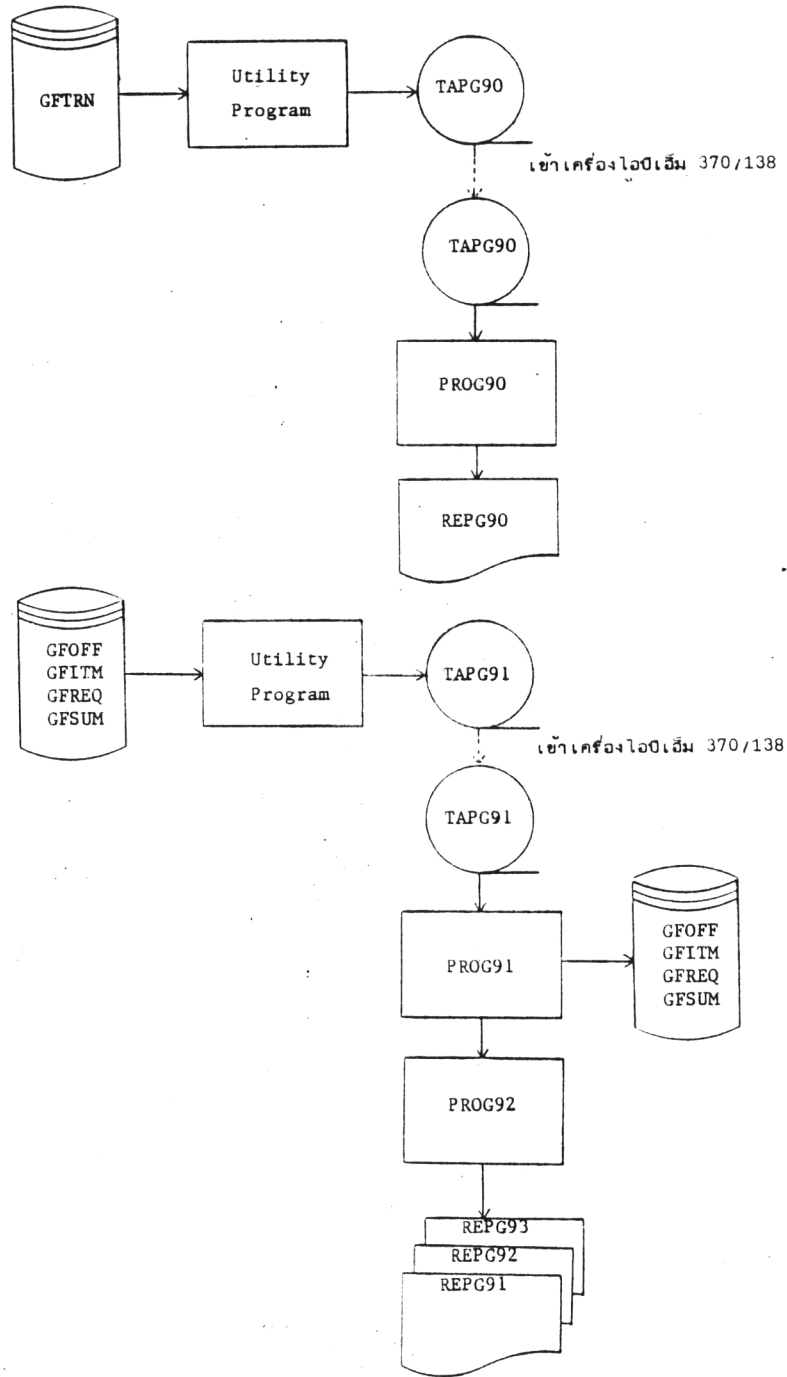 GFTRN
Utility
Program
TAPG90
เข้าเครื่องไอบีเอ็ม 370/138
TAPG90
PROG90
REPG90
GFOFF
GFITM
GFREQ
GFSUM
Utility
Program
TAPG91
เข้าเครื่องไอบีเอ็ม 370/138
TAPG91
PROG91
GFOFF
GFITM
GFREQ
GFSUM
PROG92
REPG93
REPG92
REPG91